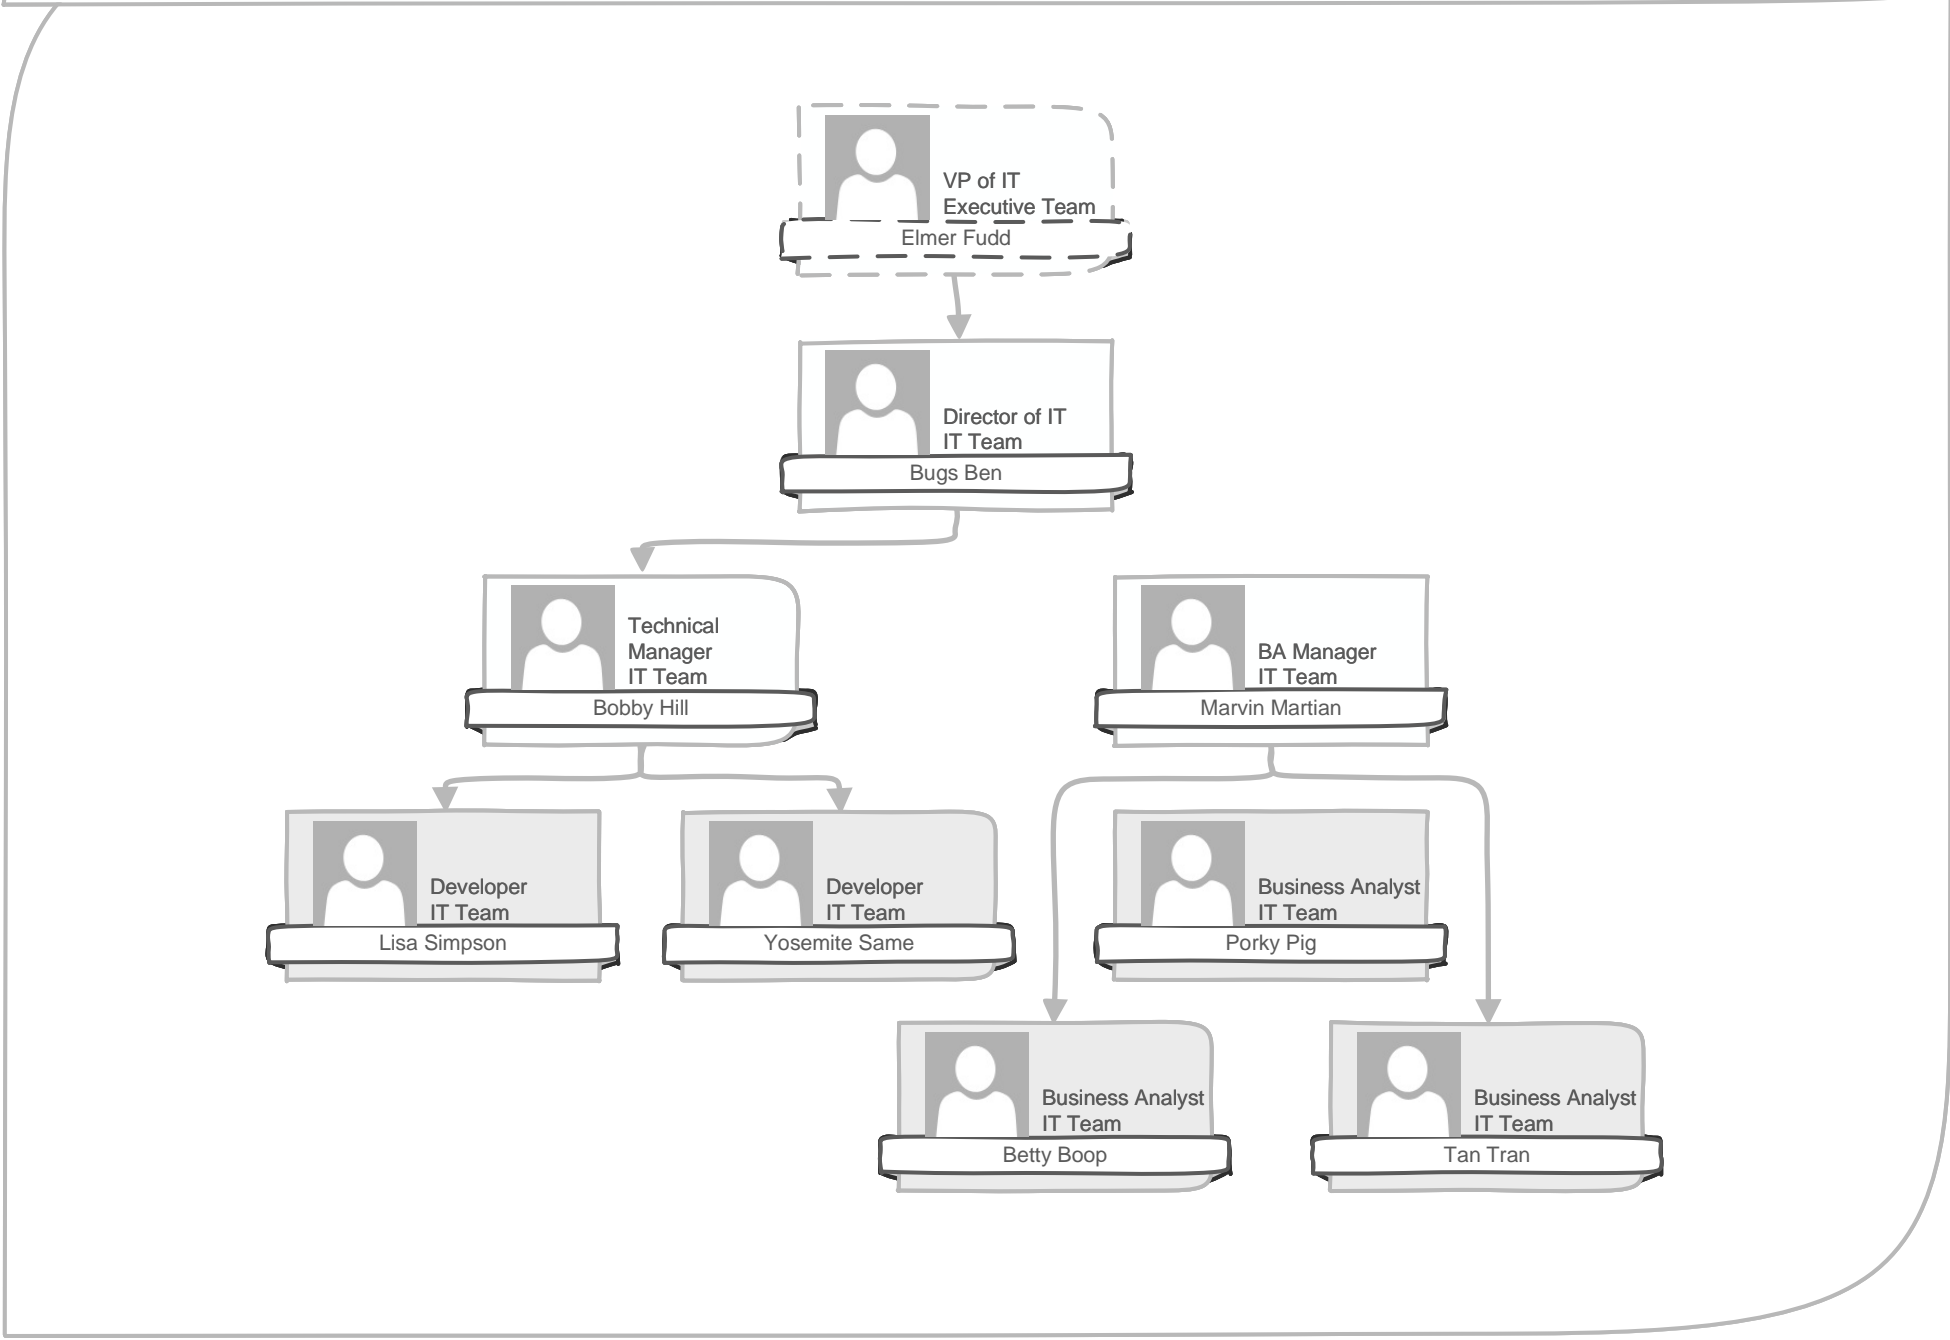 VP of IT
Executive Team
Elmer Fudd
Director of IT
IT Team
Bugs Ben
Technical
Manager
IT Team
Bobby Hill
BA Manager
IT Team
Marvin Martian
Developer
IT Team
Lisa Simpson
Developer
IT Team
Yosemite Same
Business Analyst
IT Team
Porky Pig
Business Analyst
IT Team
Betty Boop
Business Analyst
IT Team
Tan Tran